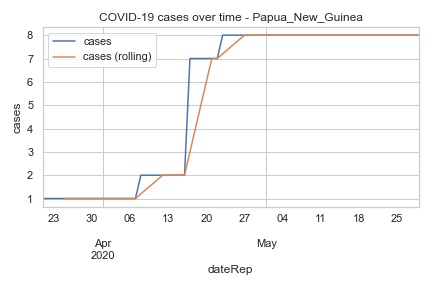 COVID-19 cases over time - Papua_New_Guinea
cases
cases (rolling)
cases
8
7
6
5
4
3
2
1
23 30 06 13 20 27 04 11 18 25
Apr May
2020
dateRep